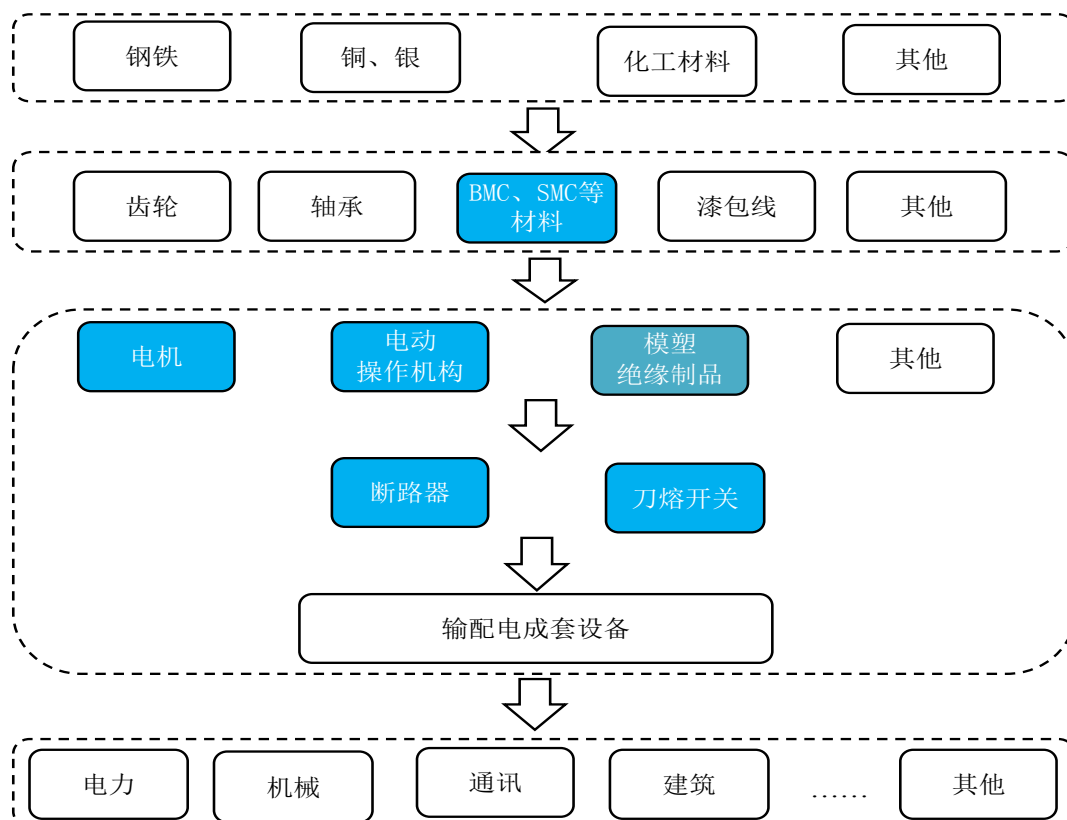 钢铁
铜、银
化工材料
其他
齿轮
轴承
BMC、SMC等
材料
漆包线
其他
电机
电动
操作机构
模塑
绝缘制品
其他
断路器
刀熔开关
输配电成套设备
电力
机械
通讯
建筑
......
其他